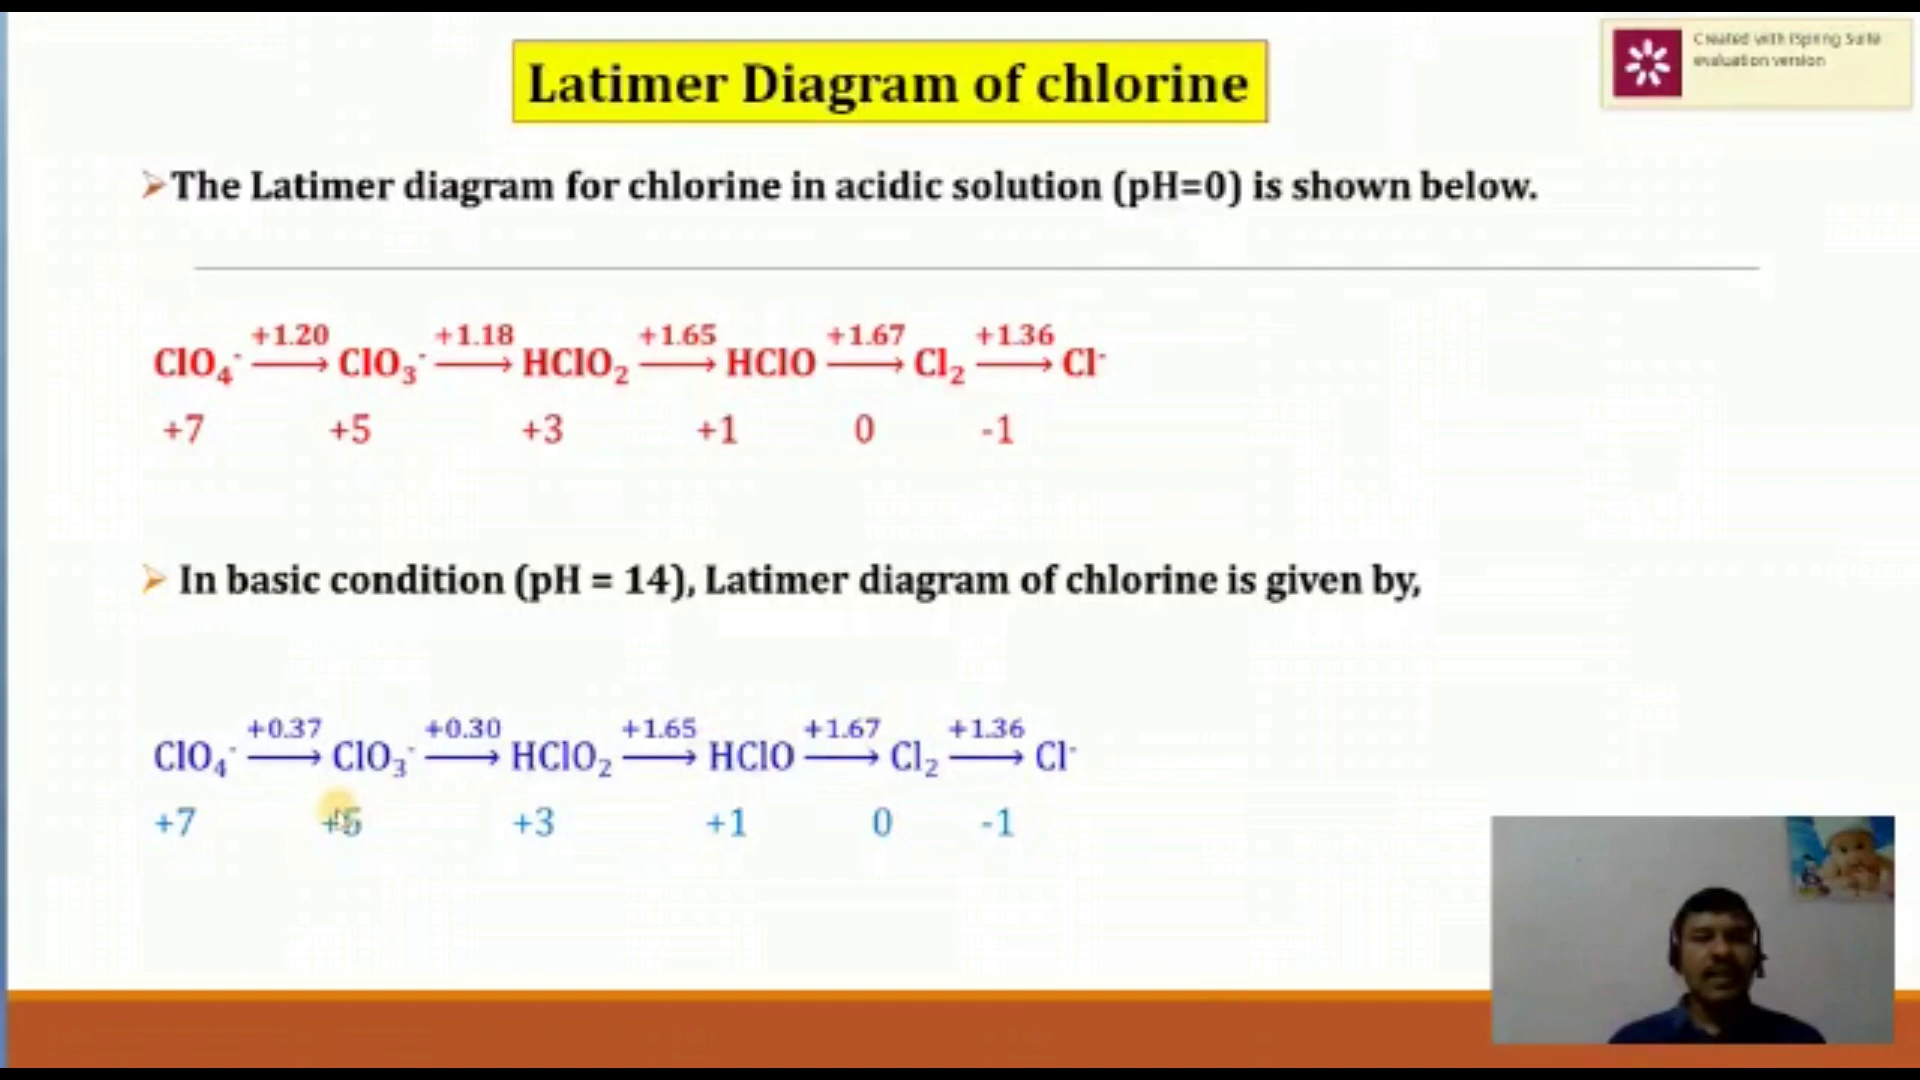 Latimer Diagram of chlorine
Created with iSpring Suite
evaluation version
➢The Latimer diagram for chlorine in acidic solution (pH=0) is shown below.
+1.20 +1.18 +1.65 +1.67 +1.36
ClO₄⁻ ⟶ ClO₃⁻ ⟶ HClO₂ ⟶ HClO ⟶ Cl₂ ⟶ Cl⁻
+7 +5 +3 +1 0 -1
➢ In basic condition (pH = 14), Latimer diagram of chlorine is given by,
+0.37 +0.30 +1.65 +1.67 +1.36
ClO₄⁻ ⟶ ClO₃⁻ ⟶ HClO₂ ⟶ HClO ⟶ Cl₂ ⟶ Cl⁻
+7 +5 +3 +1 0 -1